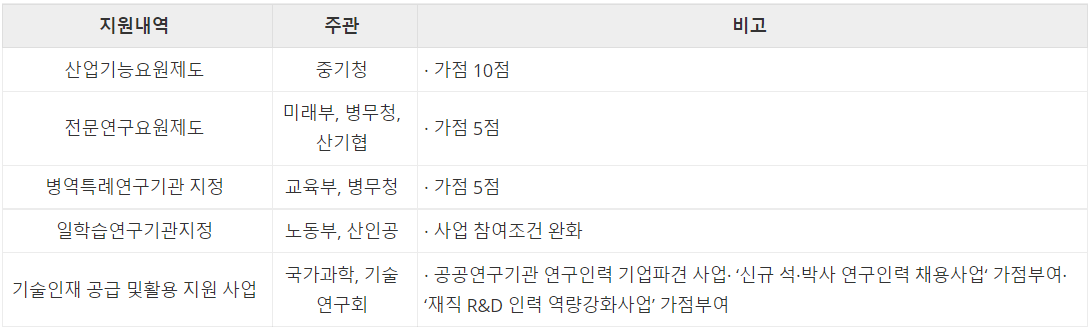 지원내역 주관 비고
산업기능요원제도 중기청 · 가점 10점
전문연구요원제도 미래부, 병무청, 산기협 · 가점 5점
병역특례연구기관 지정 교육부, 병무청 · 가점 5점
일학습연구기관지정 노동부, 산인공 · 사업 참여조건 완화
기술인재 공급 및활용 지원 사업 국가과학, 기술
연구회 · 공공연구기관 연구인력 기업파견 사업· ‘신규 석·박사 연구인력 채용사업‘ 가점부여·
‘재직 R&D 인력 역량강화사업’ 가점부여